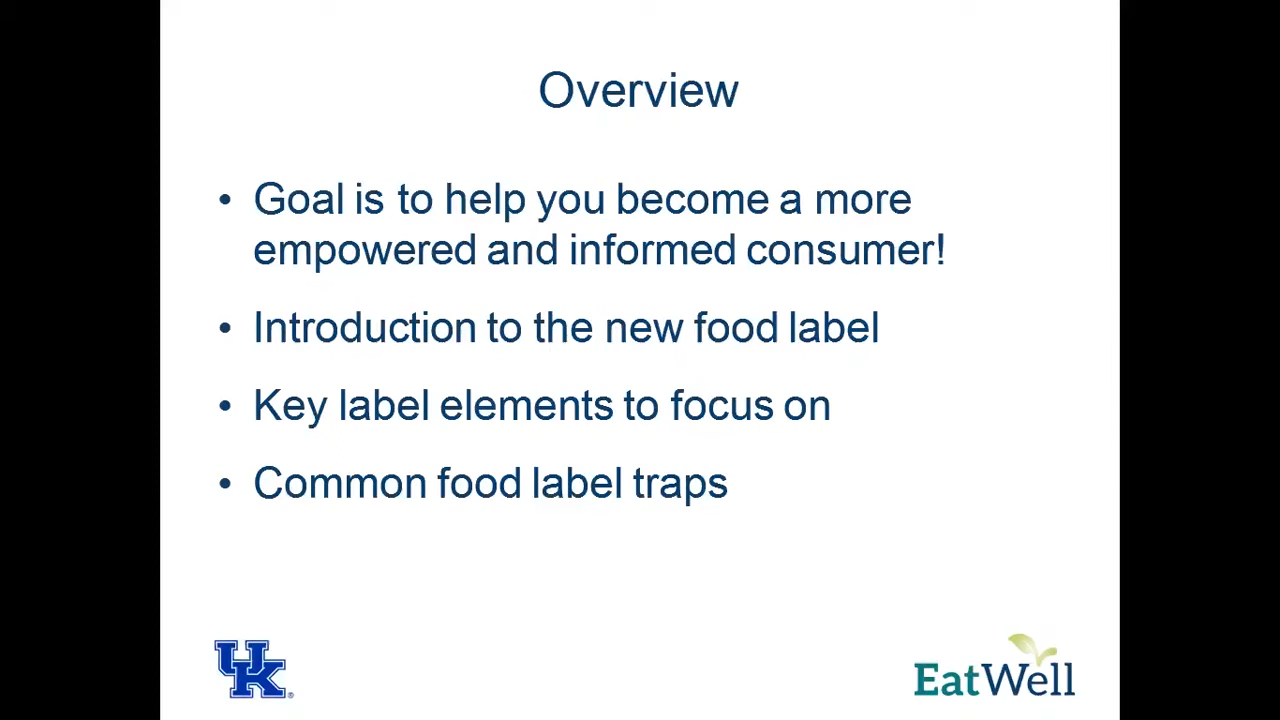 Overview
• Goal is to help you become a more
empowered and informed consumer!
• Introduction to the new food label
• Key label elements to focus on
• Common food label traps
UK®
EatWell